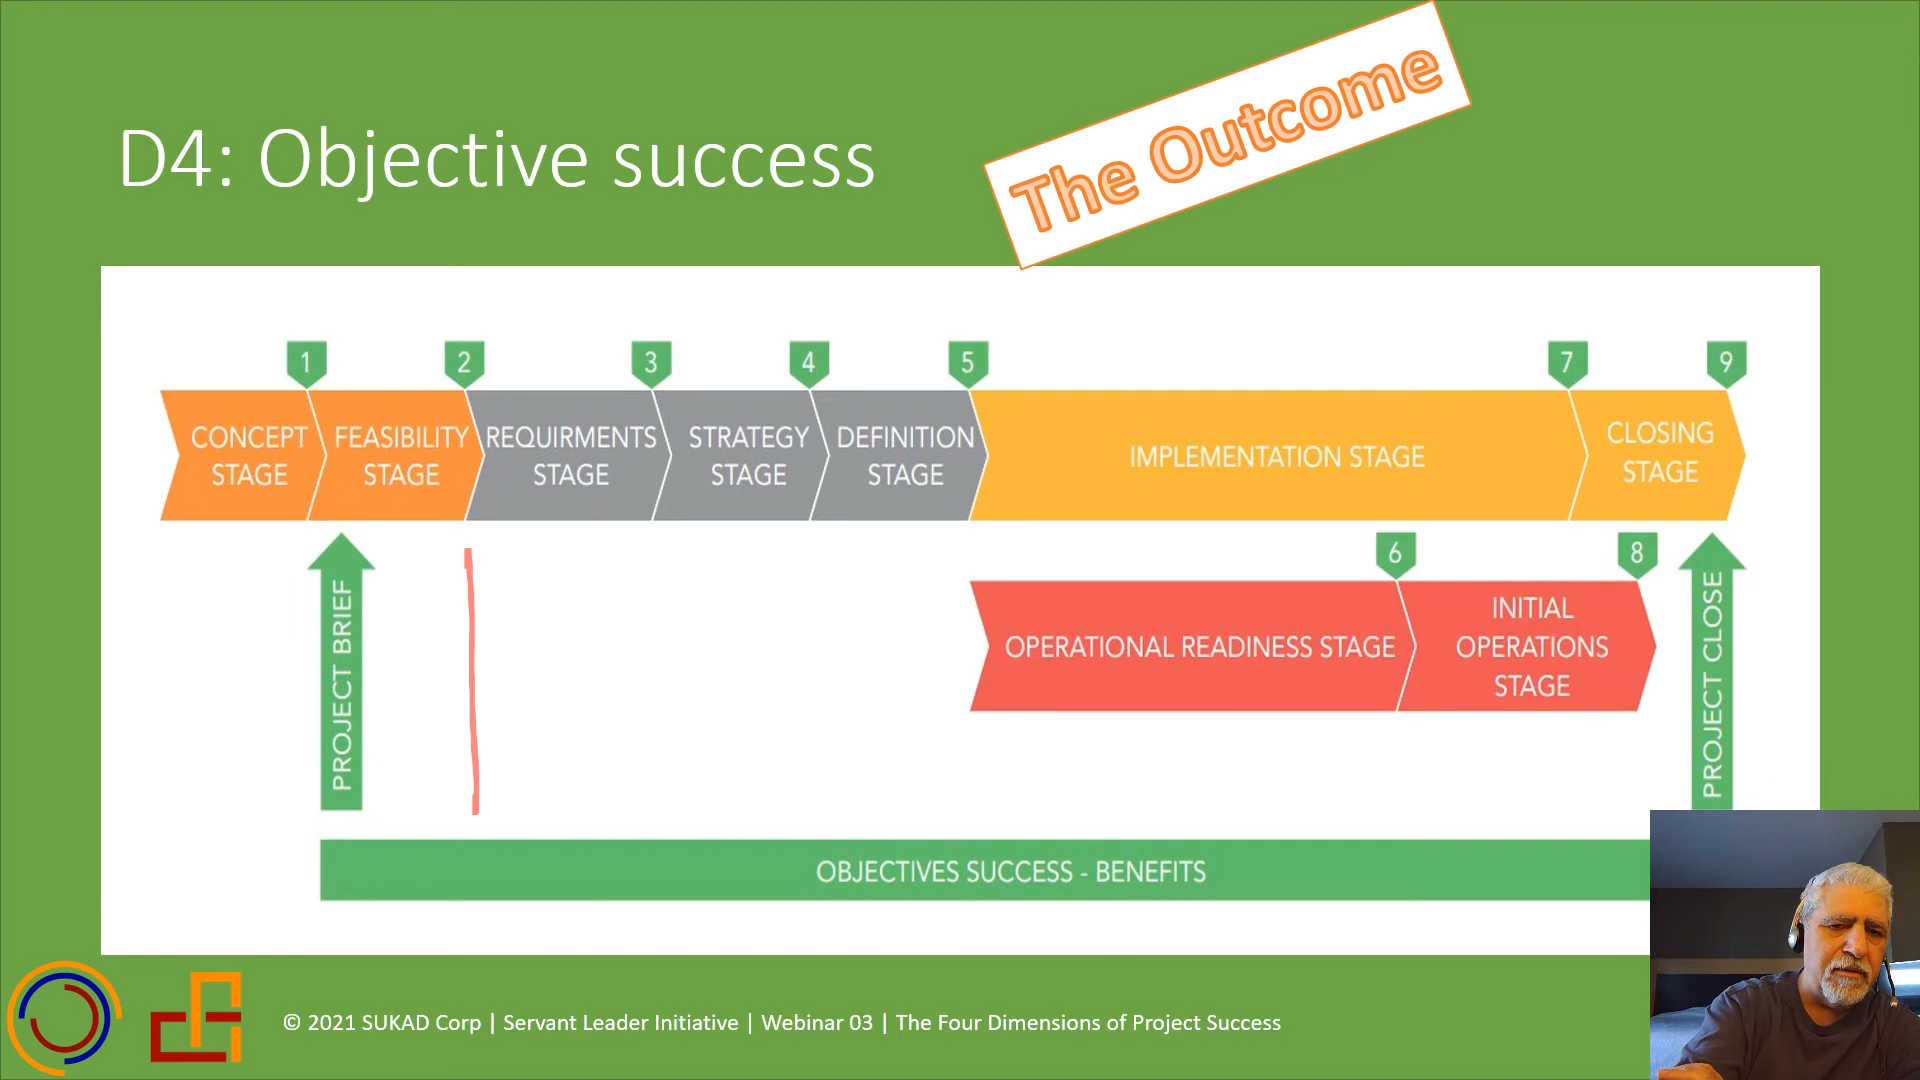 The Outcome
D4: Objective success
1
2
3
4
5
7
9
CONCEPT
STAGE
FEASIBILITY
STAGE
REQUIRMENTS
STAGE
STRATEGY
STAGE
DEFINITION
STAGE
IMPLEMENTATION STAGE
CLOSING
STAGE
6
8
OPERATIONAL READINESS STAGE
INITIAL
OPERATIONS
STAGE
PROJECT BRIEF
PROJECT CLOSE
OBJECTIVES SUCCESS - BENEFITS
© 2021 SUKAD Corp | Servant Leader Initiative | Webinar 03 | The Four Dimensions of Project Success